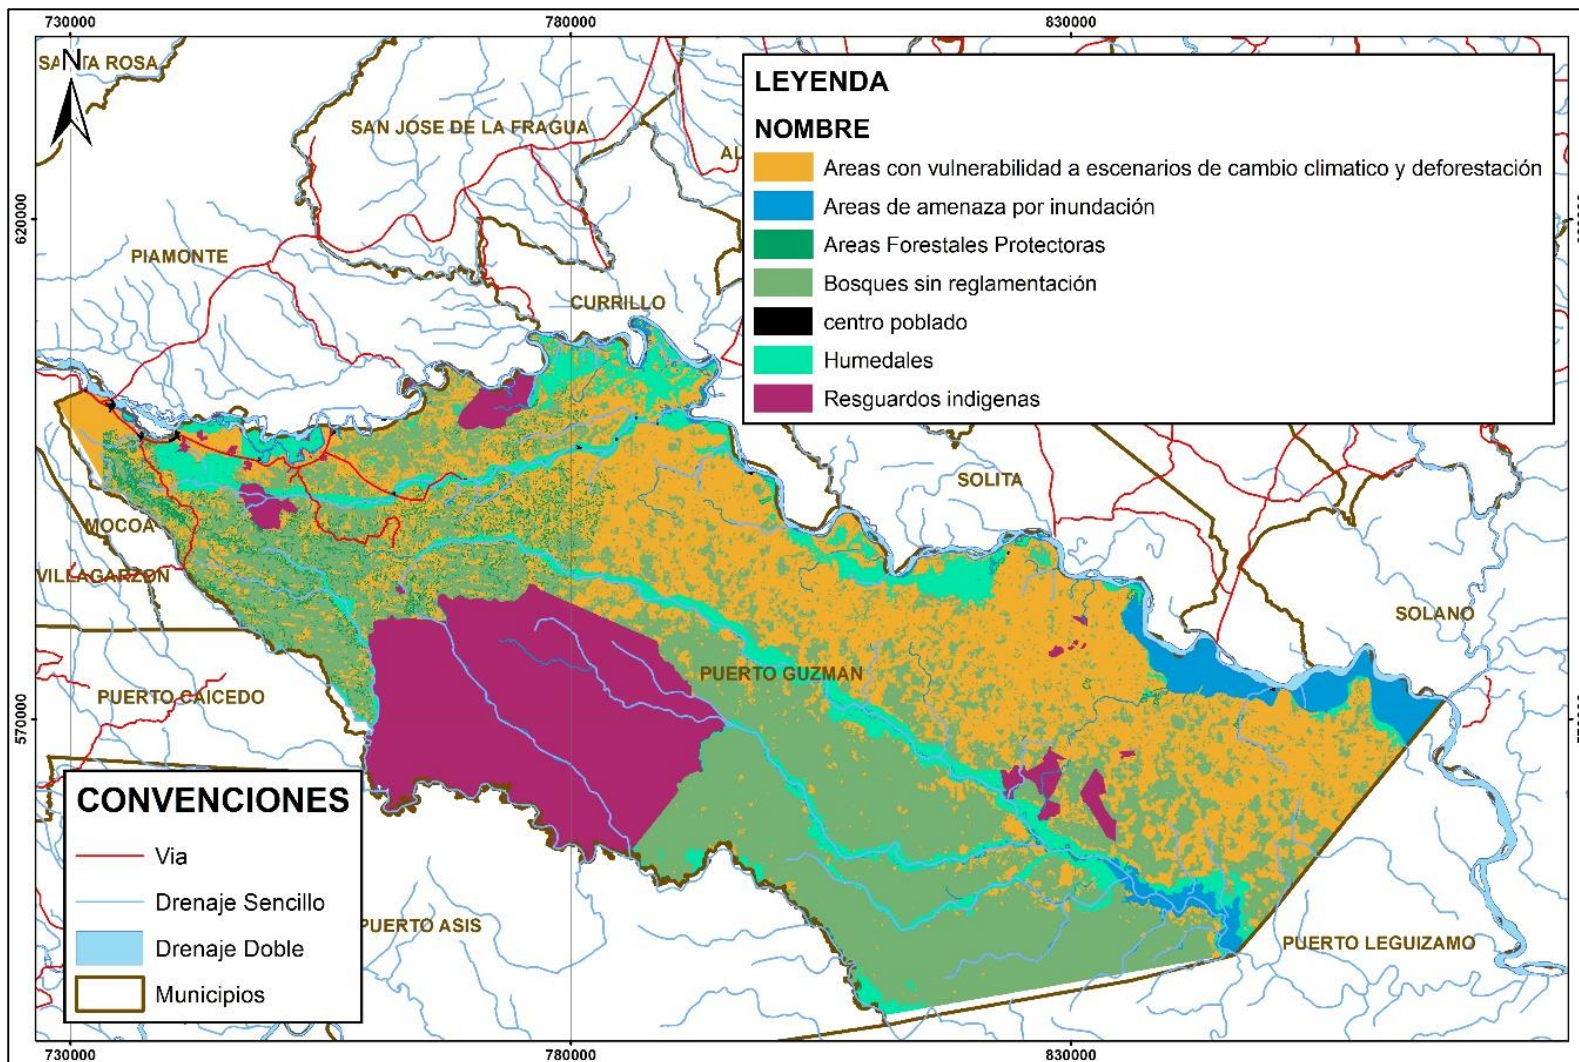 730000
780000
830000
SANTA ROSA
N
SAN JOSE DE LA FRAGUA
AL
PIAMONTE
CURRILLO
620000
LEYENDA
NOMBRE
Areas con vulnerabilidad a escenarios de cambio climatico y deforestación
Areas de amenaza por inundación
Areas Forestales Protectoras
Bosques sin reglamentación
centro poblado
Humedales
Resguardos indigenas
SOLITA
MOCOA
VILLAGARZON
SOLANO
PUERTO GUZMAN
PUERTO CAICEDO
570000
CONVENCIONES
Via
Drenaje Sencillo
Drenaje Doble
Municipios
PUERTO ASIS
PUERTO LEGUIZAMO
730000
780000
830000